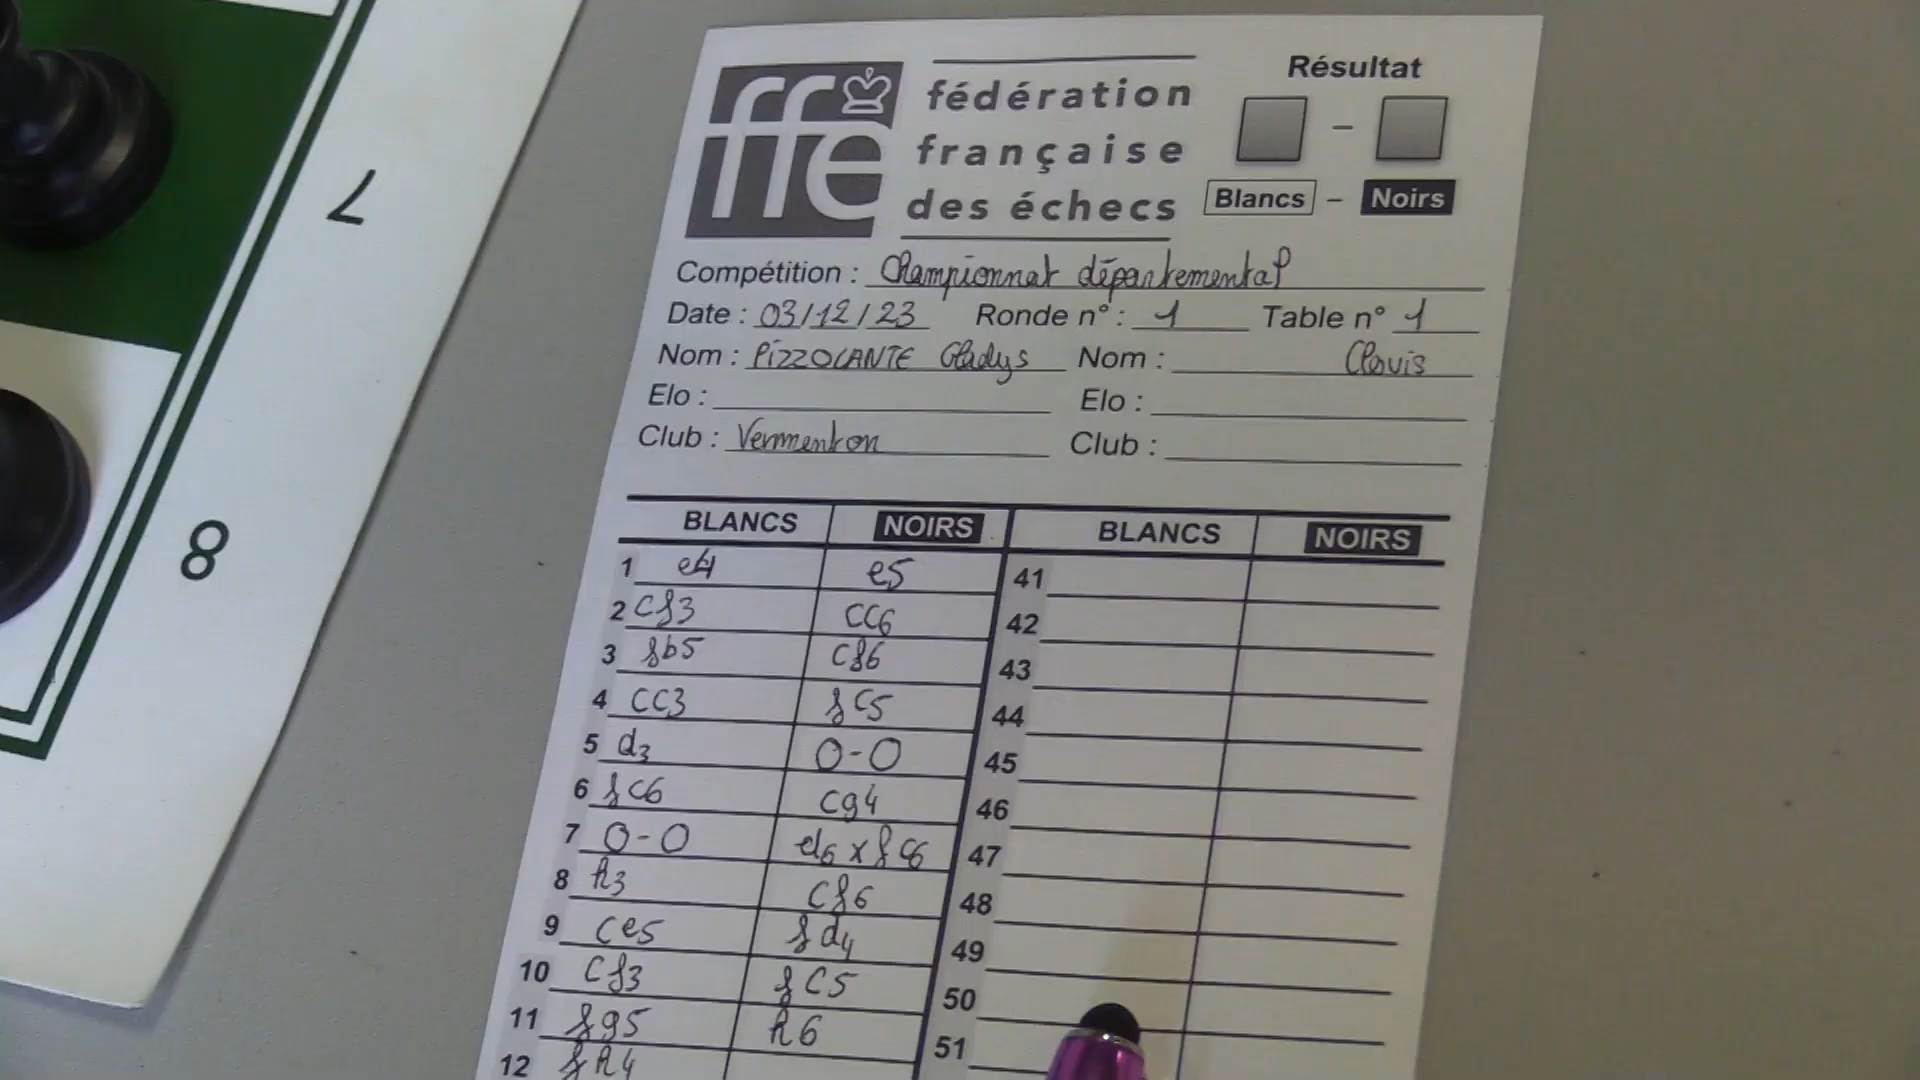 7
8
ffe
fédération
française
des échecs
Résultat
-
Blancs - Noirs
Compétition : Championnat départemental
Date : 03/12/23 Ronde n° : 1 Table n° 1
Nom : PiZZOLANTE Gladys Nom : Clovis
Elo : Elo :
Club : Vermenton Club :
BLANCS NOIRS BLANCS NOIRS
1 e4 e5 41
2 Cf3 CC6 42
3 fb5 Cf6 43
4 CC3 fC5 44
5 d3 O-O 45
6 fC6 Cg4 46
7 O-O d6 x fC6 47
8 h3 Cf6 48
9 Ce5 fd4 49
10 Cf3 fC5 50
11 fg5 h6 51
12 fh4